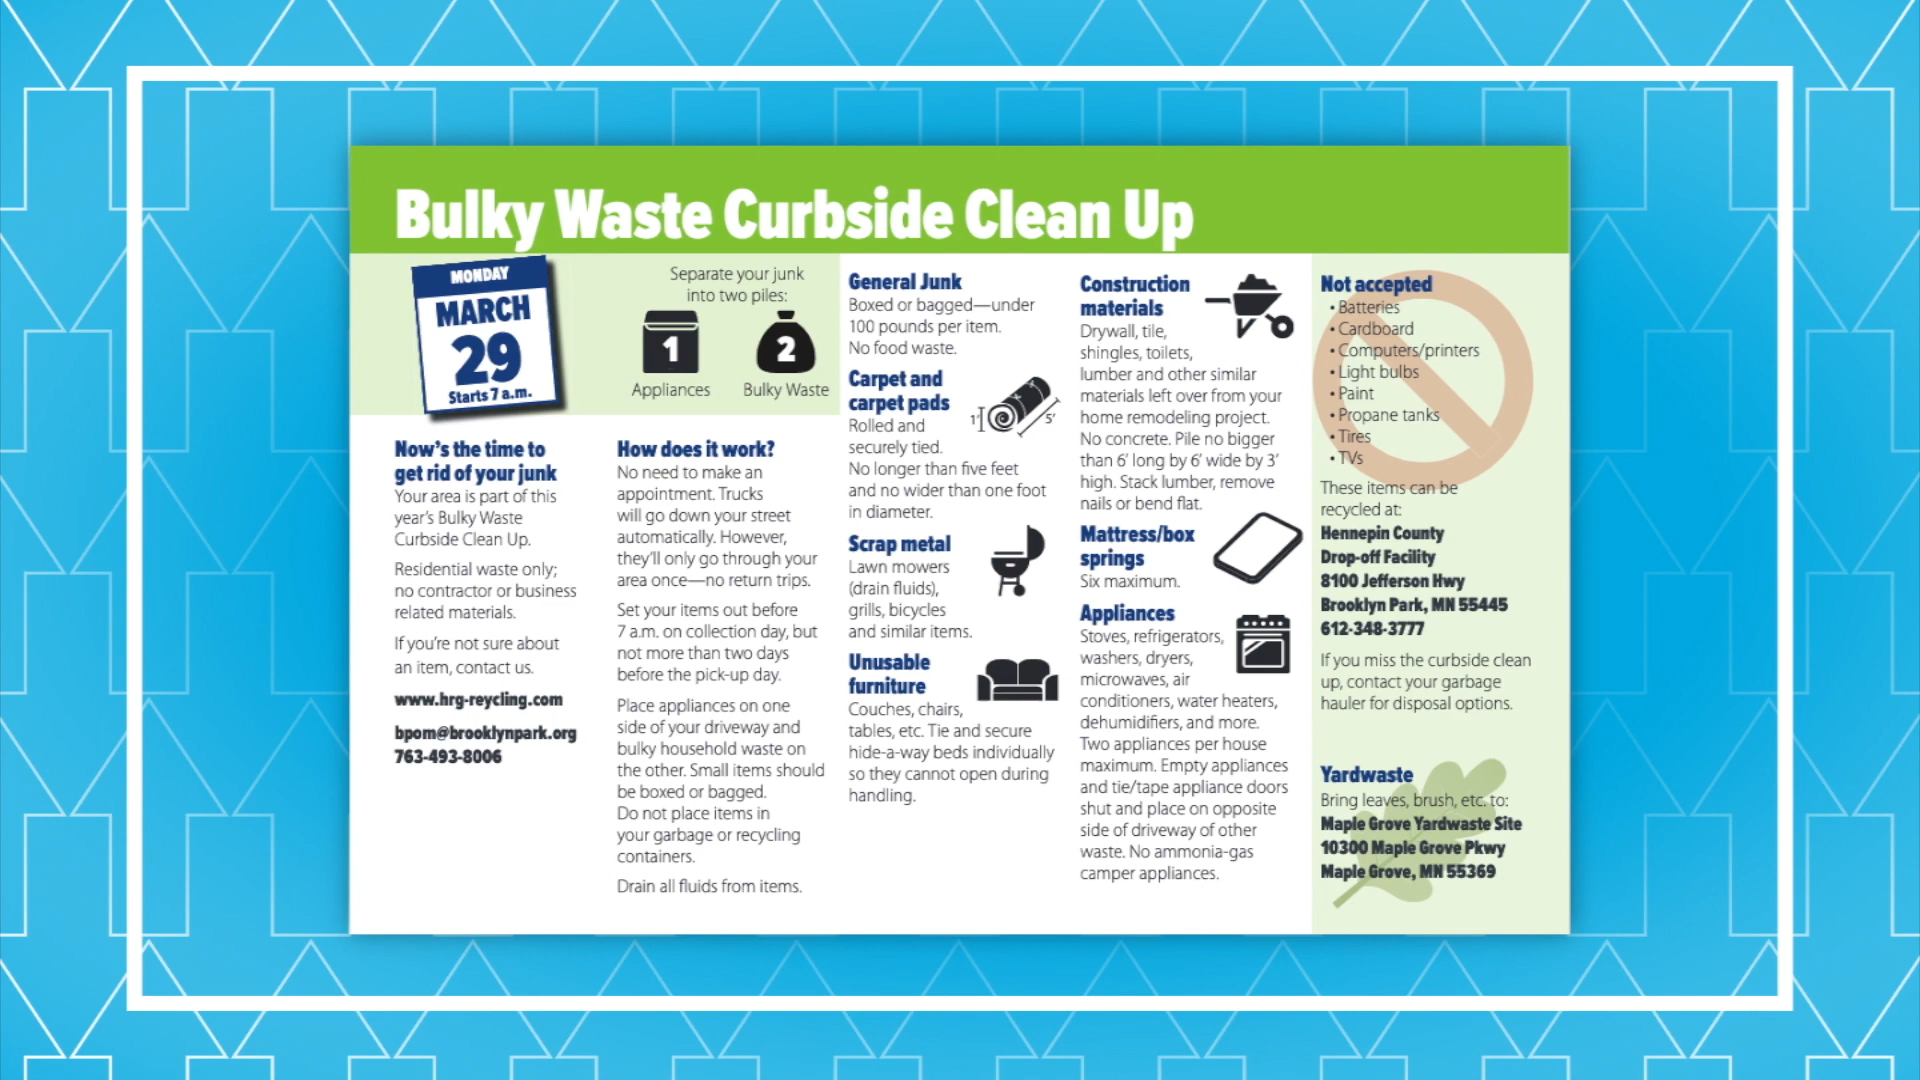 Bulky Waste Curbside Clean Up
MONDAY
MARCH
29
Starts 7 a.m.
Separate your junk
into two piles:
1
2
Appliances
Bulky Waste
Now's the time to
get rid of your junk
Your area is part of this
year's Bulky Waste
Curbside Clean Up.
Residential waste only;
no contractor or business
related materials.
If you're not sure about
an item, contact us.
www.hrg-reycling.com
bpom@brooklynpark.org
763-493-8006
How does it work?
No need to make an
appointment. Trucks
will go down your street
automatically. However,
they'll only go through your
area once—no return trips.
Set your items out before
7 a.m. on collection day, but
not more than two days
before the pick-up day.
Place appliances on one
side of your driveway and
bulky household waste on
the other. Small items should
be boxed or bagged.
Do not place items in
your garbage or recycling
containers.
Drain all fluids from items.
General Junk
Boxed or bagged—under
100 pounds per item.
No food waste.
Carpet and
carpet pads
1'
5'
Rolled and
securely tied.
No longer than five feet
and no wider than one foot
in diameter.
Scrap metal
Lawn mowers
(drain fluids),
grills, bicycles
and similar items.
Unusable
furniture
Couches, chairs,
tables, etc. Tie and secure
hide-a-way beds individually
so they cannot open during
handling.
Construction
materials
Drywall, tile,
shingles, toilets,
lumber and other similar
materials left over from your
home remodeling project.
No concrete. Pile no bigger
than 6' long by 6' wide by 3'
high. Stack lumber, remove
nails or bend flat.
Mattress/box
springs
Six maximum.
Appliances
Stoves, refrigerators,
washers, dryers,
microwaves, air
conditioners, water heaters,
dehumidifiers, and more.
Two appliances per house
maximum. Empty appliances
and tie/tape appliance doors
shut and place on opposite
side of driveway of other
waste. No ammonia-gas
camper appliances.
Not accepted
• Batteries
• Cardboard
• Computers/printers
• Light bulbs
• Paint
• Propane tanks
• Tires
• TVs
These items can be
recycled at:
Hennepin County
Drop-off Facility
8100 Jefferson Hwy
Brooklyn Park, MN 55445
612-348-3777
If you miss the curbside clean
up, contact your garbage
hauler for disposal options.
Yardwaste
Bring leaves, brush, etc. to:
Maple Grove Yardwaste Site
10300 Maple Grove Pkwy
Maple Grove, MN 55369